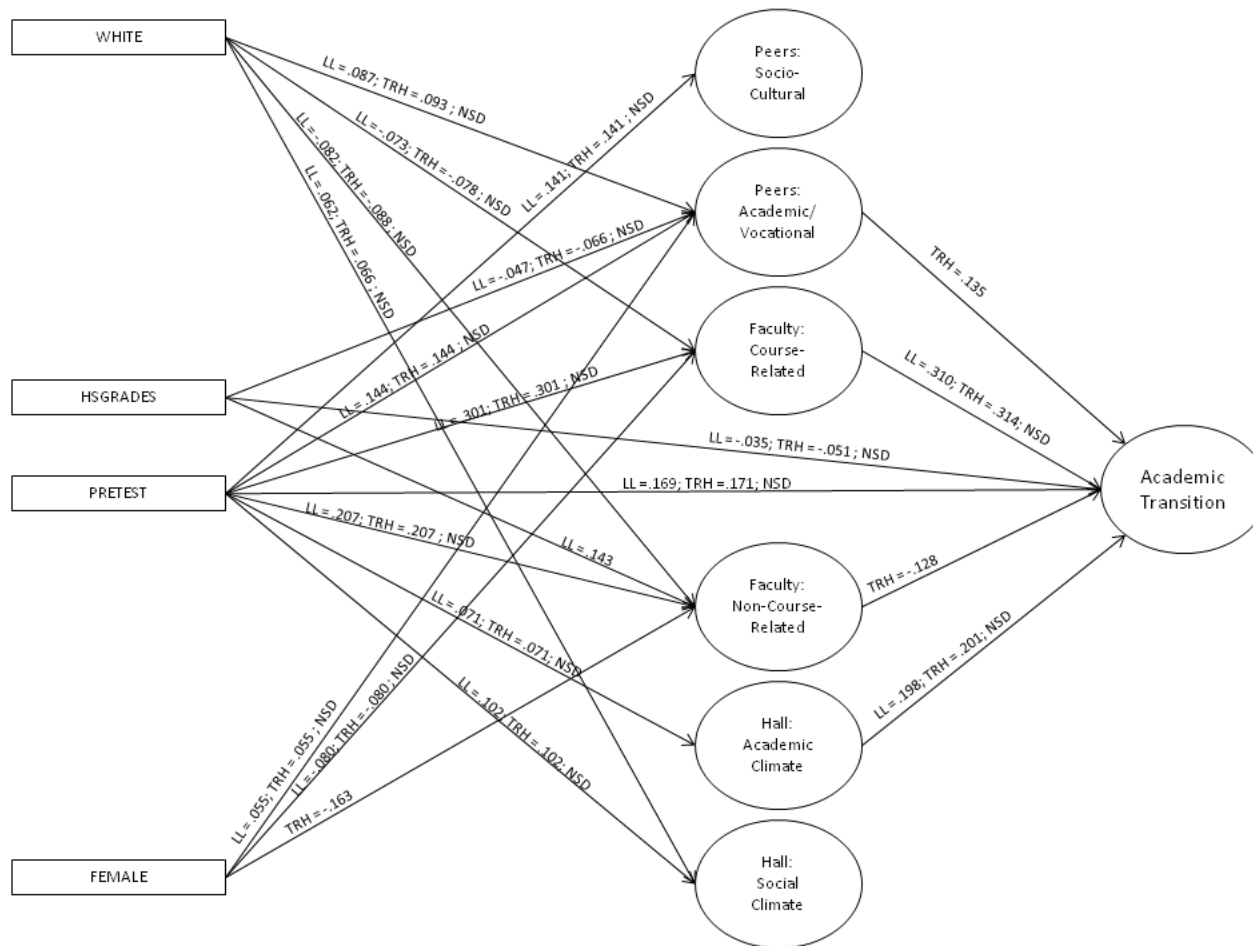 WHITE
HSGRADES
PRETEST
FEMALE
LL = .087; TRH = .093 ; NSD
LL = -.073; TRH = -.078 ; NSD
LL = -.082; TRH = -.088 ; NSD
LL = .062; TRH = .066 ; NSD
LL = .141; TRH = .141 ; NSD
LL = -.047; TRH = -.066 ; NSD
LL = .144; TRH = .144 ; NSD
LL = .301; TRH = .301 ; NSD
LL = -.035; TRH = -.051 ; NSD
LL = .169; TRH = .171; NSD
LL = .207; TRH = .207 ; NSD
LL = .143
LL = .071; TRH = .071; NSD
LL = .102; TRH = .102; NSD
LL = .055; TRH = .055 ; NSD
LL = -.080; TRH = -.080 ; NSD
TRH = -.163
Peers:
Socio-
Cultural
Peers:
Academic/
Vocational
Faculty:
Course-
Related
Faculty:
Non-Course-
Related
Hall:
Academic
Climate
Hall:
Social
Climate
TRH = .135
LL = .310; TRH = .314; NSD
TRH = -.128
LL = .198; TRH = .201; NSD
Academic
Transition